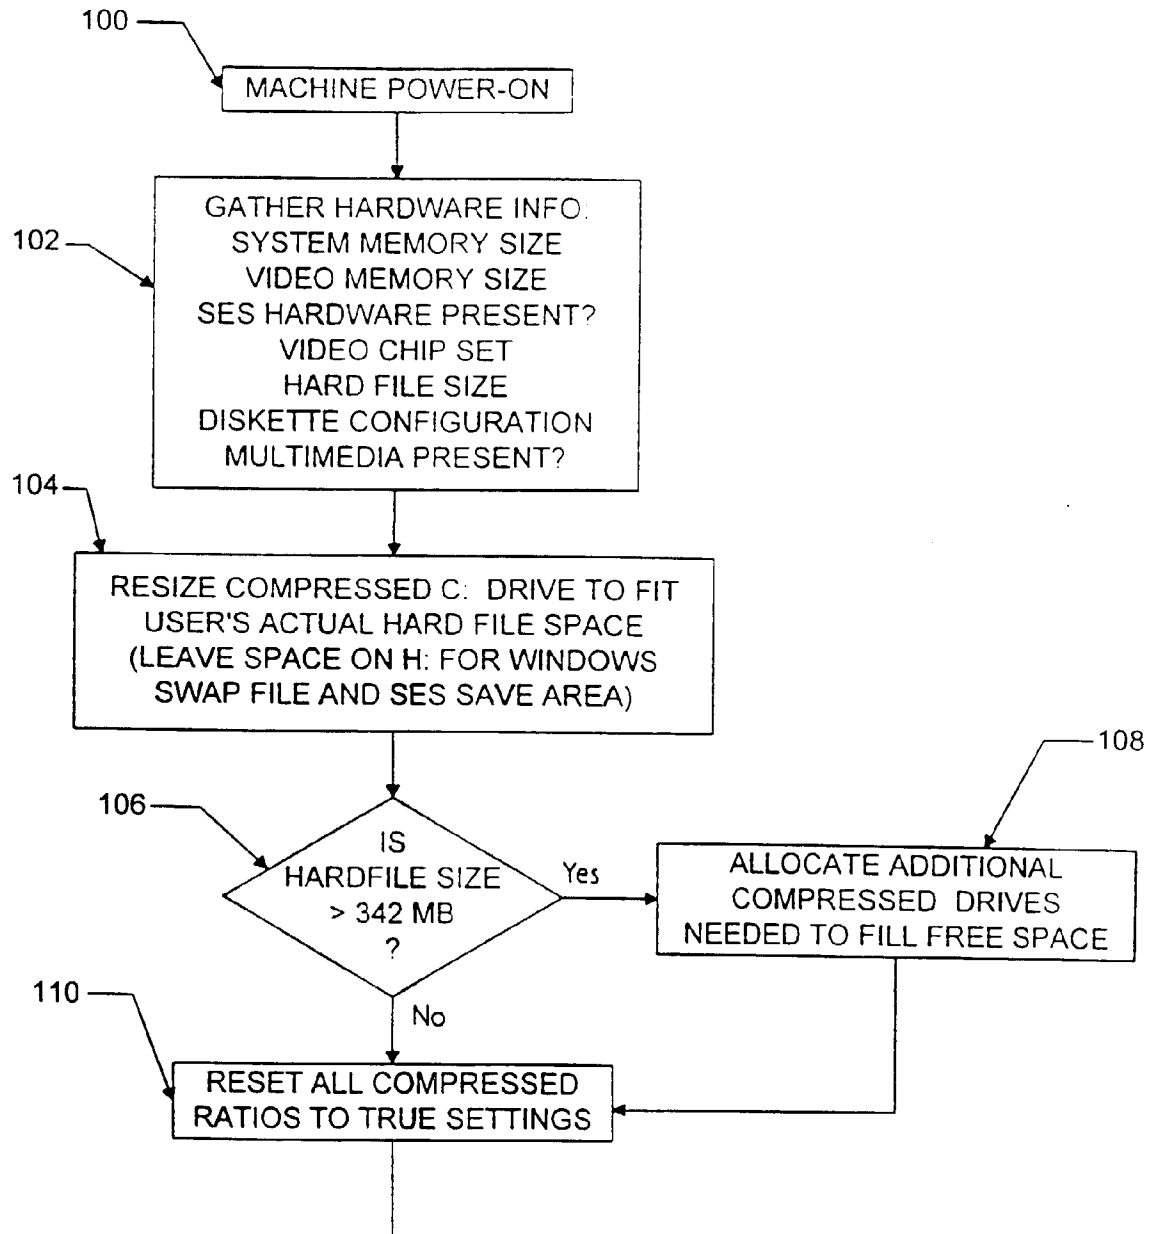 100
MACHINE POWER-ON
102
GATHER HARDWARE INFO:
SYSTEM MEMORY SIZE
VIDEO MEMORY SIZE
SES HARDWARE PRESENT?
VIDEO CHIP SET
HARD FILE SIZE
DISKETTE CONFIGURATION
MULTIMEDIA PRESENT?
104
RESIZE COMPRESSED C: DRIVE TO FIT
USER'S ACTUAL HARD FILE SPACE
(LEAVE SPACE ON H: FOR WINDOWS
SWAP FILE AND SES SAVE AREA)
106
IS
HARDFILE SIZE
> 342 MB
?
Yes
108
ALLOCATE ADDITIONAL
COMPRESSED DRIVES
NEEDED TO FILL FREE SPACE
No
110
RESET ALL COMPRESSED
RATIOS TO TRUE SETTINGS